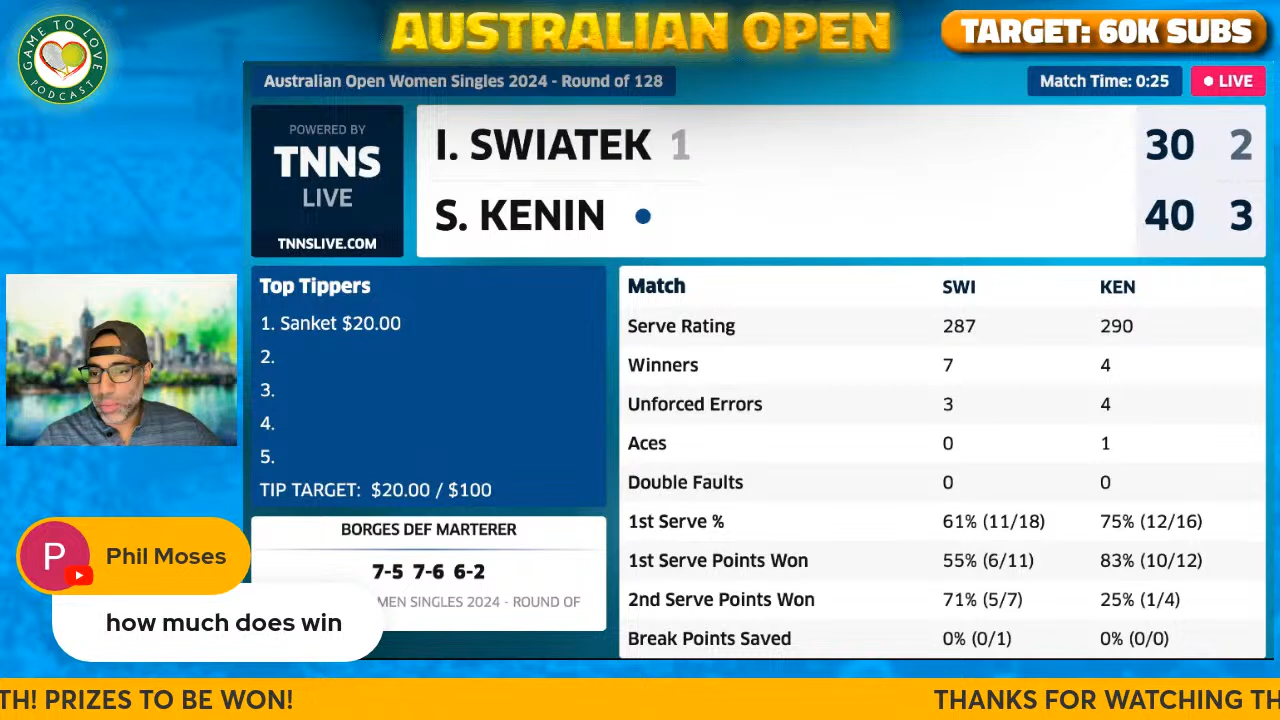 GAME TO LOVE
PODCAST
AUSTRALIAN OPEN
TARGET: 60K SUBS
Australian Open Women Singles 2024 - Round of 128
Match Time: 0:25
LIVE
POWERED BY
TNNS
LIVE
TNNSLIVE.COM
I. SWIATEK 1 30 2
S. KENIN 40 3
Top Tippers
1. Sanket $20.00
2.
3.
4.
5.
TIP TARGET: $20.00 / $100
BORGES DEF MARTERER
7-5 7-6 6-2
MEN SINGLES 2024 - ROUND OF
Match SWI KEN
Serve Rating 287 290
Winners 7 4
Unforced Errors 3 4
Aces 0 1
Double Faults 0 0
1st Serve % 61% (11/18) 75% (12/16)
1st Serve Points Won 55% (6/11) 83% (10/12)
2nd Serve Points Won 71% (5/7) 25% (1/4)
Break Points Saved 0% (0/1) 0% (0/0)
P
Phil Moses
how much does win
TH! PRIZES TO BE WON! THANKS FOR WATCHING TH